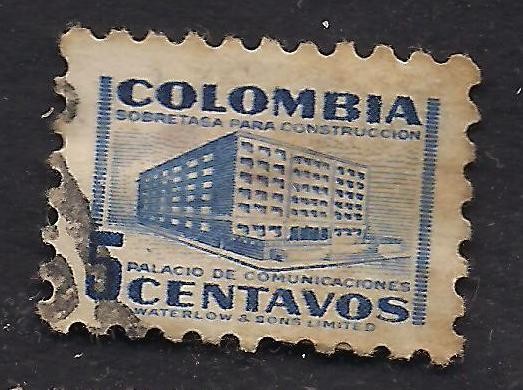 COLOMBIA
SOBRETASA PARA CONSTRUCCION
PALACIO DE COMUNICACIONES
5 CENTAVOS
WATERLOW & SONS LIMITED